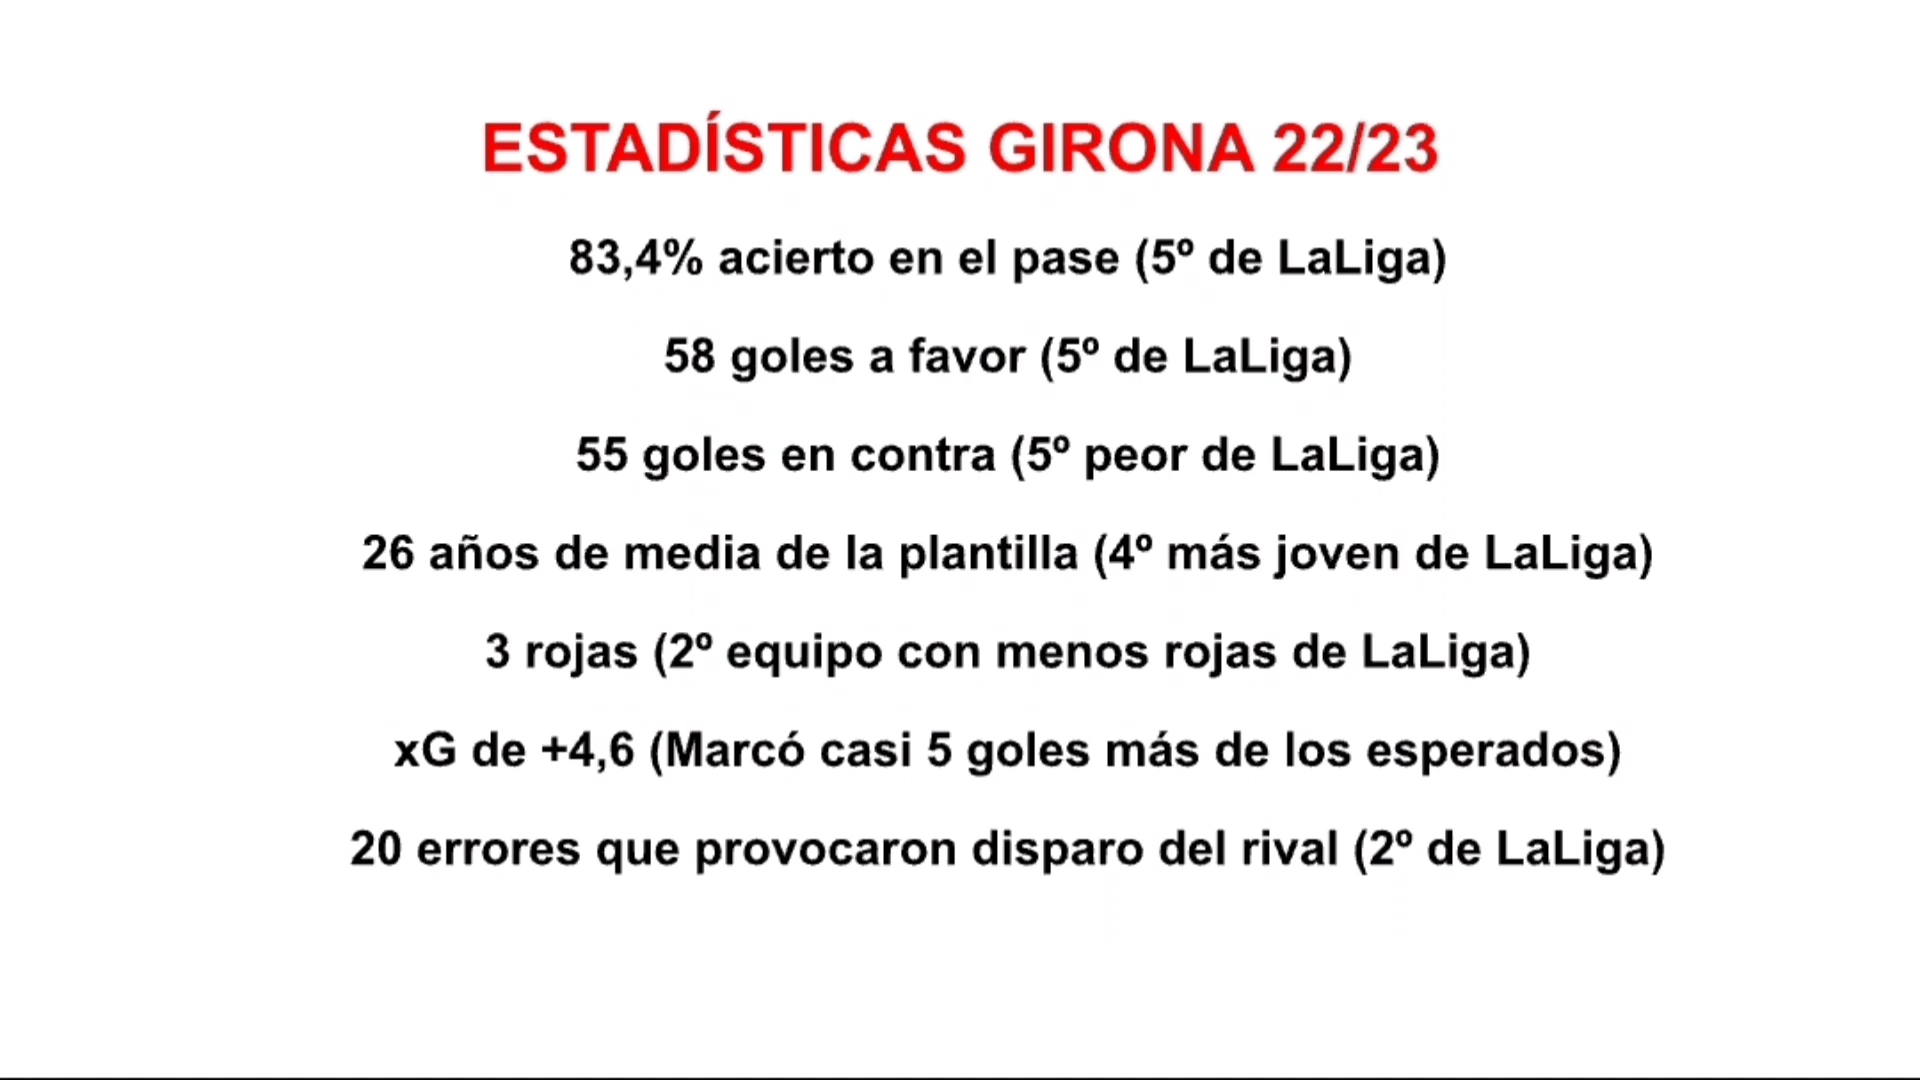 ESTADÍSTICAS GIRONA 22/23
83,4% acierto en el pase (5º de LaLiga)
58 goles a favor (5º de LaLiga)
55 goles en contra (5º peor de LaLiga)
26 años de media de la plantilla (4º más joven de LaLiga)
3 rojas (2º equipo con menos rojas de LaLiga)
xG de +4,6 (Marcó casi 5 goles más de los esperados)
20 errores que provocaron disparo del rival (2º de LaLiga)